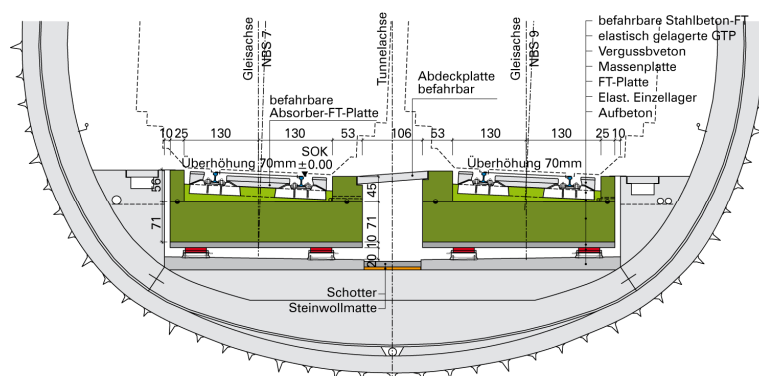 befahrbare Stahlbeton-FT
elastisch gelagerte GTP
Vergussbveton
Massenplatte
FT-Platte
Elast. Einzellager
Aufbeton
Gleisachse
NBS 7
Tunnelachse
Gleisachse
NBS 9
Abdeckplatte
befahrbar
befahrbare
Absorber-FT-Platte
10 25 130 130 53 106 53 130 130 25 10
SOK
±0.00
Überhöhung 70mm
Überhöhung 70mm
56
71
45
71
10
20
Schotter
Steinwollmatte